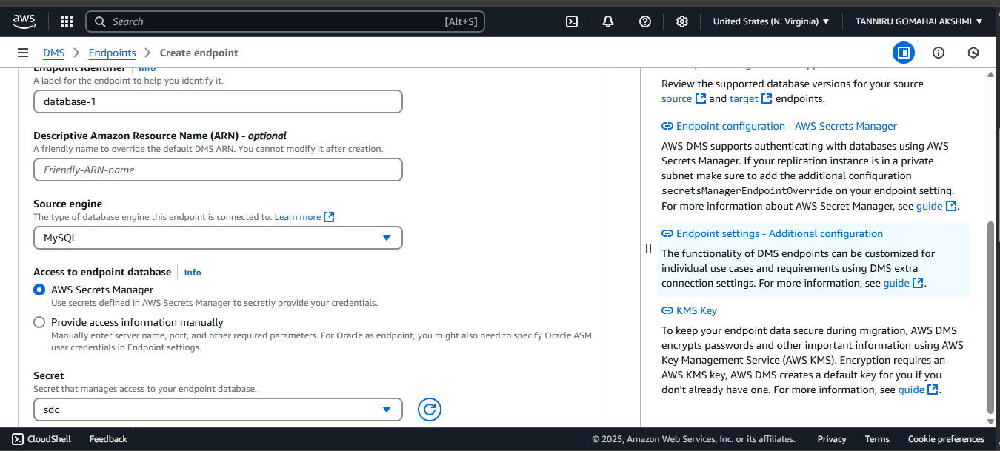 aws
Search
[Alt+S]
United States (N. Virginia)
TANNIRU GOMAHALAKSHMI
DMS
Endpoints
Create endpoint
Endpoint identifier
Info
A label for the endpoint to help you identify it.
database-1
Descriptive Amazon Resource Name (ARN) - optional
A friendly name to override the default DMS ARN. You cannot modify it after creation.
Friendly-ARN-name
Source engine
The type of database engine this endpoint is connected to. Learn more
MySQL
Access to endpoint database
Info
AWS Secrets Manager
Use secrets defined in AWS Secrets Manager to secretly provide your credentials.
Provide access information manually
Manually enter server name, port, and other required parameters. For Oracle as endpoint, you might also need to specify Oracle ASM
user credentials in Endpoint settings.
Secret
Secret that manages access to your endpoint database.
sdc
Review the supported database versions for your source
source and target endpoints.
Endpoint configuration - AWS Secrets Manager
AWS DMS supports authenticating with databases using AWS
Secrets Manager. If your replication instance is in a private
subnet make sure to add the additional configuration
secretsManagerEndpointOverride on your endpoint setting.
For more information about AWS Secret Manager, see guide .
Endpoint settings - Additional configuration
The functionality of DMS endpoints can be customized for
individual use cases and requirements using DMS extra
connection settings. For more information, see guide .
KMS Key
To keep your endpoint data secure during migration, AWS DMS
encrypts passwords and other important information using AWS
Key Management Service (AWS KMS). Encryption requires an
AWS KMS key, AWS DMS creates a default key for you if you
don't already have one. For more information, see guide .
CloudShell
Feedback
© 2025, Amazon Web Services, Inc. or its affiliates.
Privacy
Terms
Cookie preferences